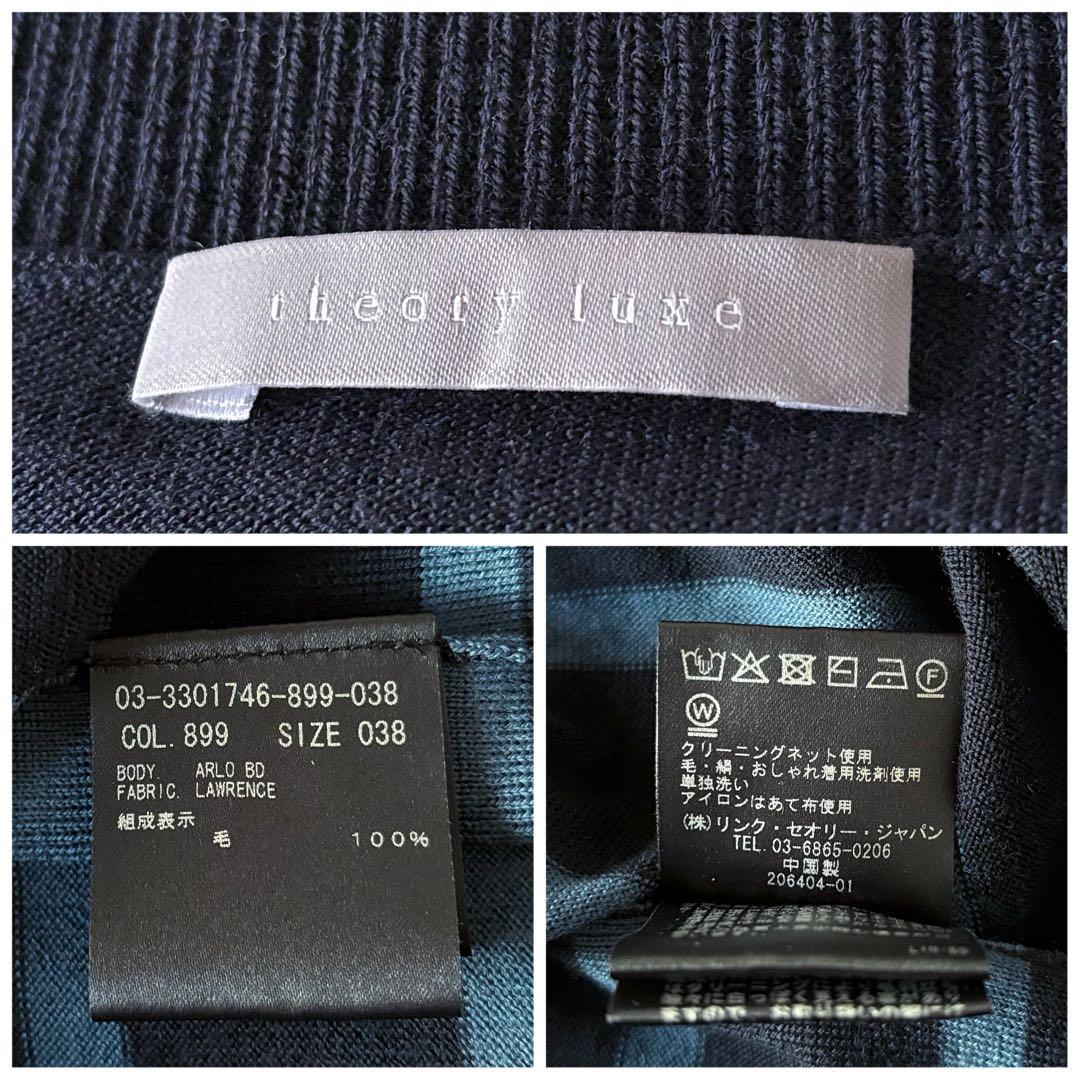 theory luxe
03-3301746-899-038
COL. 899 SIZE 038
BODY. ARLO BD
FABRIC. LAWRENCE
組成表示
毛 100%
F
W
クリーニングネット使用
毛・絹・おしゃれ着用洗剤使用
単独洗い
アイロンはあて布使用
(株)リンク・セオリー・ジャパン
TEL. 03-6865-0206
中国製
206404-01